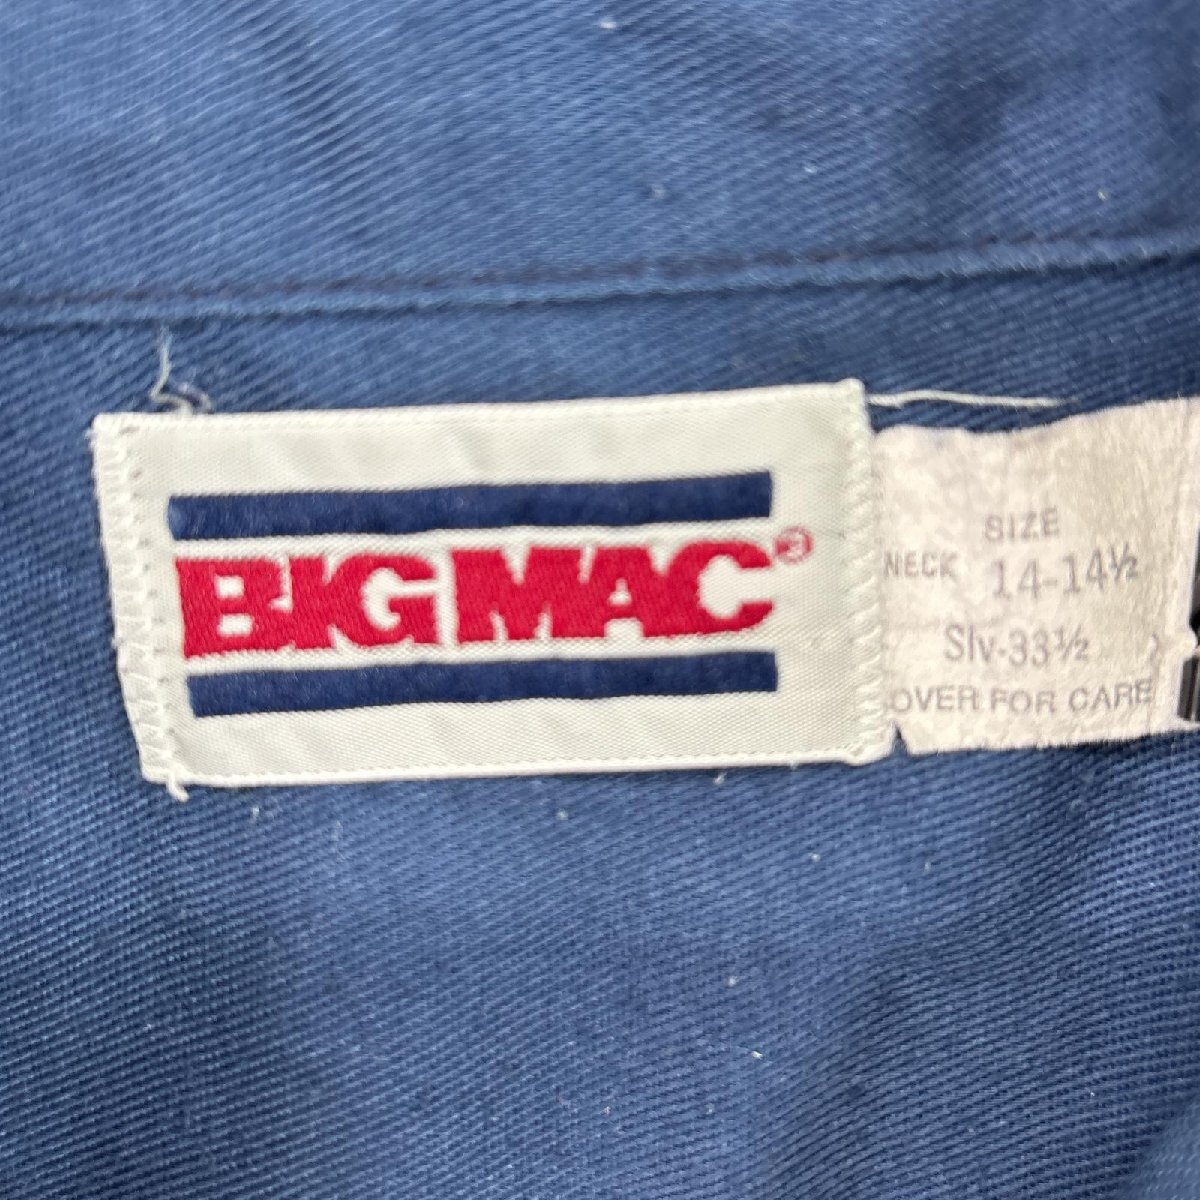 BIG MAC®
SIZE
NECK 14-14½
Slv-33½
OVER FOR CARE